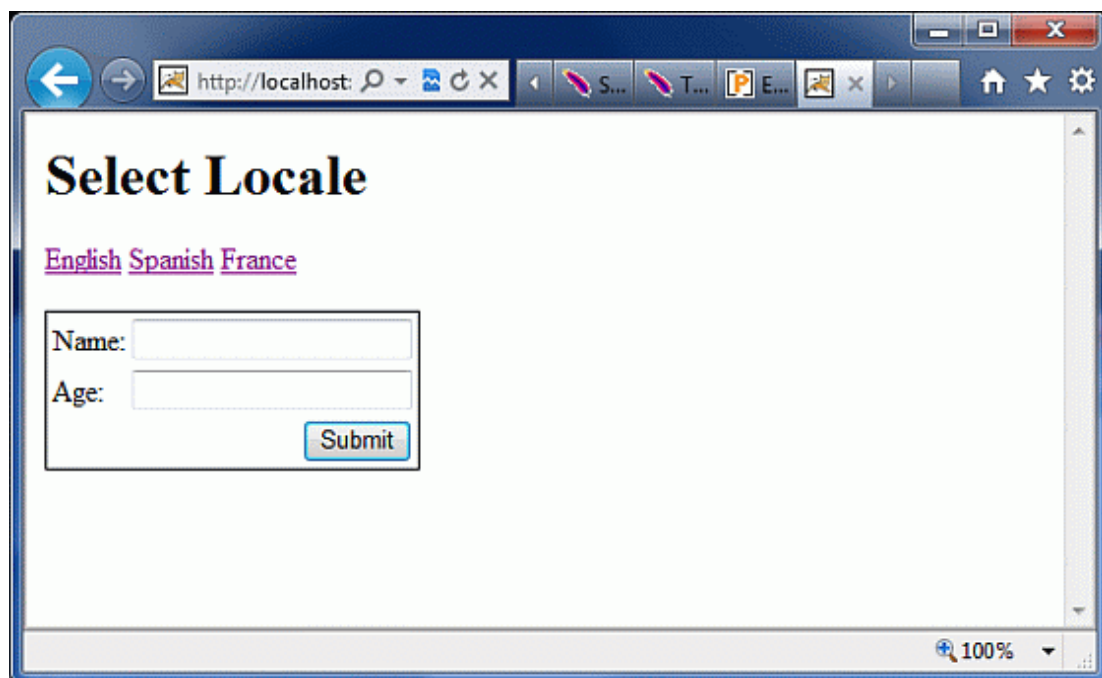 http://localhost: S... T... E...
Select Locale
English Spanish France
Name:
Age:
Submit
100%